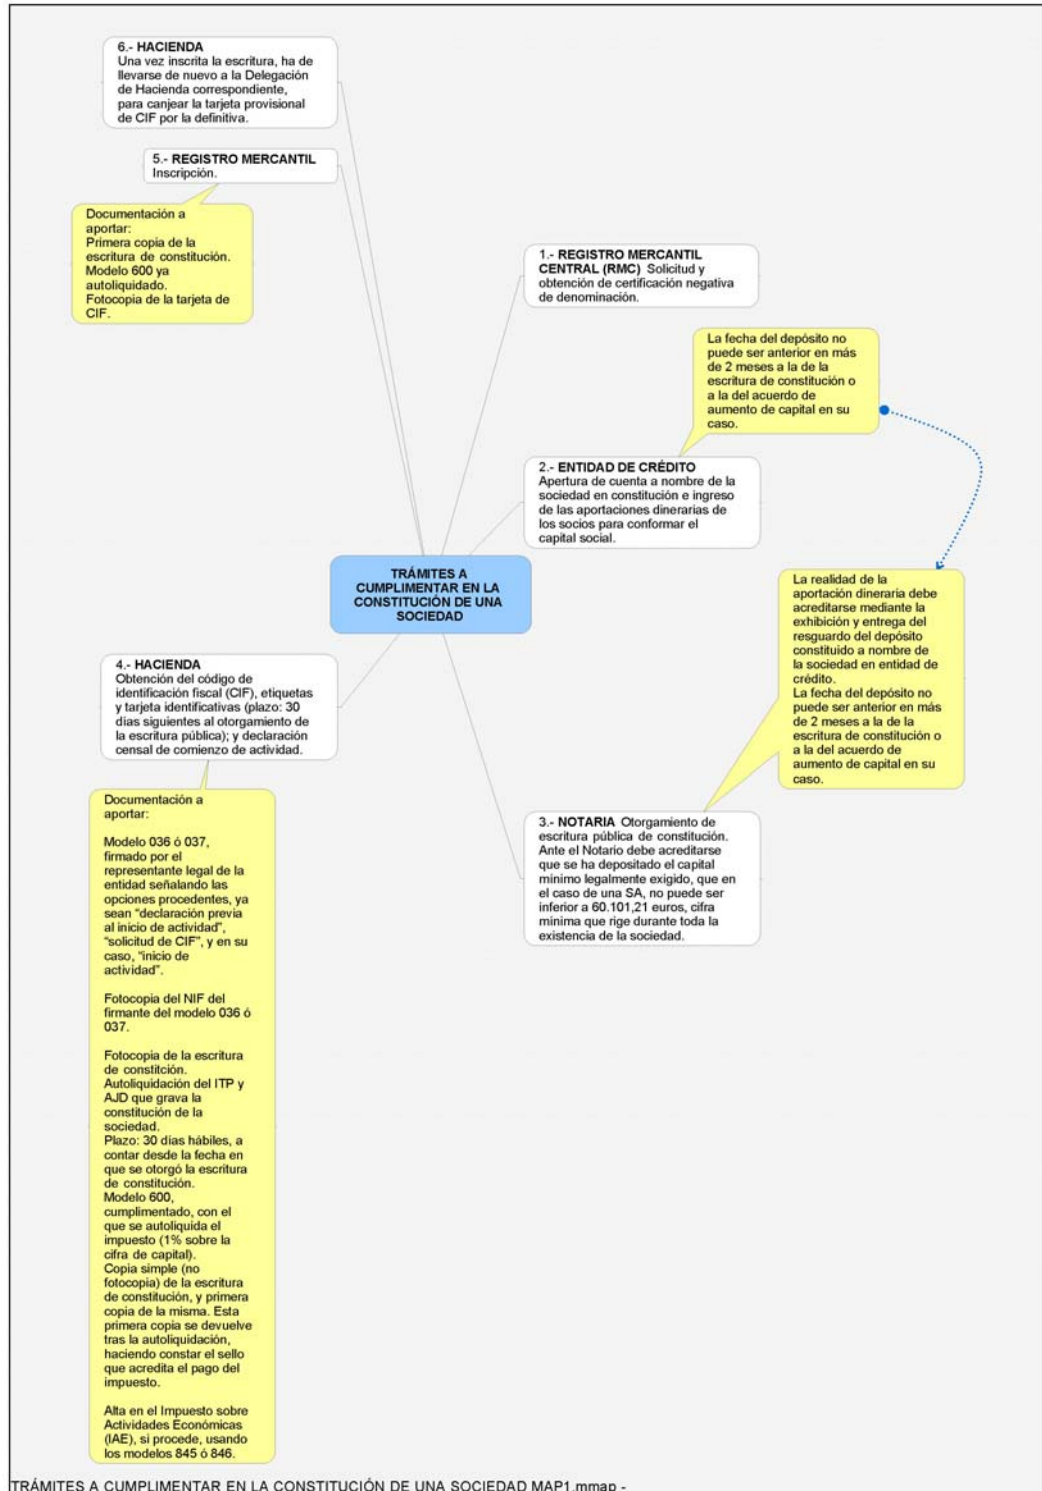 6.- HACIENDA
Una vez inscrita la escritura, ha de
llevarse de nuevo a la Delegación
de Hacienda correspondiente,
para canjear la tarjeta provisional
de CIF por la definitiva.
5.- REGISTRO MERCANTIL
Inscripción.
Documentación a
aportar:
Primera copia de la
escritura de constitución.
Modelo 600 ya
autoliquidado.
Fotocopia de la tarjeta de
CIF.
1.- REGISTRO MERCANTIL
CENTRAL (RMC) Solicitud y
obtención de certificación negativa
de denominación.
La fecha del depósito no
puede ser anterior en más
de 2 meses a la de la
escritura de constitución o
a la del acuerdo de
aumento de capital en su
caso.
2.- ENTIDAD DE CRÉDITO
Apertura de cuenta a nombre de la
sociedad en constitución e ingreso
de las aportaciones dinerarias de
los socios para conformar el
capital social.
TRÁMITES A
CUMPLIMENTAR EN LA
CONSTITUCIÓN DE UNA
SOCIEDAD
La realidad de la
aportación dineraria debe
acreditarse mediante la
exhibición y entrega del
resguardo del depósito
constituido a nombre de
la sociedad en entidad de
crédito.
La fecha del depósito no
puede ser anterior en más
de 2 meses a la de la
escritura de constitución o
a la del acuerdo de
aumento de capital en su
caso.
3.- NOTARIA Otorgamiento de
escritura pública de constitución.
Ante el Notario debe acreditarse
que se ha depositado el capital
mínimo legalmente exigido, que en
el caso de una SA, no puede ser
inferior a 60.101,21 euros, cifra
mínima que rige durante toda la
existencia de la sociedad.
4.- HACIENDA
Obtención del código de
identificación fiscal (CIF), etiquetas
y tarjeta identificativas (plazo: 30
días siguientes al otorgamiento de
la escritura pública); y declaración
censal de comienzo de actividad.
Documentación a
aportar:
Modelo 036 ó 037,
firmado por el
representante legal de la
entidad señalando las
opciones procedentes, ya
sean “declaración previa
al inicio de actividad”,
“solicitud de CIF”, y en su
caso, “inicio de
actividad”.
Fotocopia del NIF del
firmante del modelo 036 ó
037.
Fotocopia de la escritura
de constitción.
Autoliquidación del ITP y
AJD que grava la
constitución de la
sociedad.
Plazo: 30 días hábiles, a
contar desde la fecha en
que se otorgó la escritura
de constitución.
Modelo 600,
cumplimentado, con el
que se autoliquida el
impuesto (1% sobre la
cifra de capital).
Copia simple (no
fotocopia) de la escritura
de constitución, y primera
copia de la misma. Esta
primera copia se devuelve
tras la autoliquidación,
haciendo constar el sello
que acredita el pago del
impuesto.
Alta en el Impuesto sobre
Actividades Económicas
(IAE), si procede, usando
los modelos 845 ó 846.
TRÁMITES A CUMPLIMENTAR EN LA CONSTITUCIÓN DE UNA SOCIEDAD MAP1.mmap -